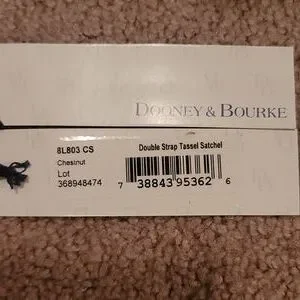 DOONEY & BOURKE
8L803 CS
Double Strap Tassel Satchel
Chestnut
Lot
368948474
7 38843 95362 6